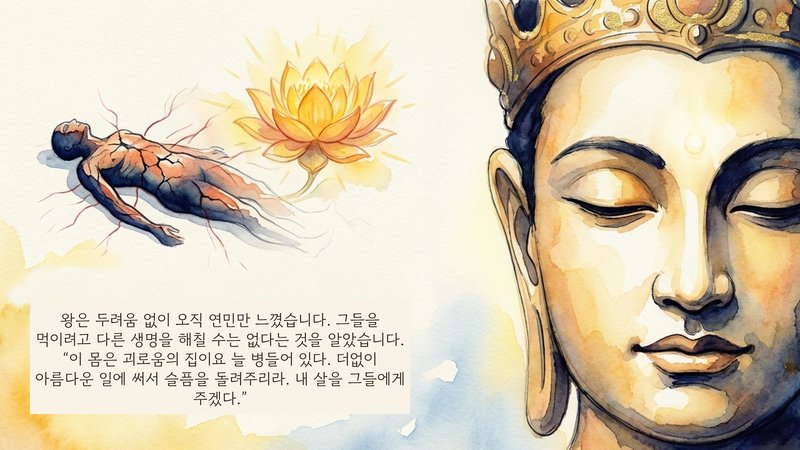 왕은 두려움 없이 오직 연민만 느꼈습니다. 그들을
먹이려고 다른 생명을 해칠 수는 없다는 것을 알았습니다.
“이 몸은 괴로움의 집이요 늘 병들어 있다. 더없이
아름다운 일에 써서 슬픔을 돌려주리라. 내 살을 그들에게
주겠다.”